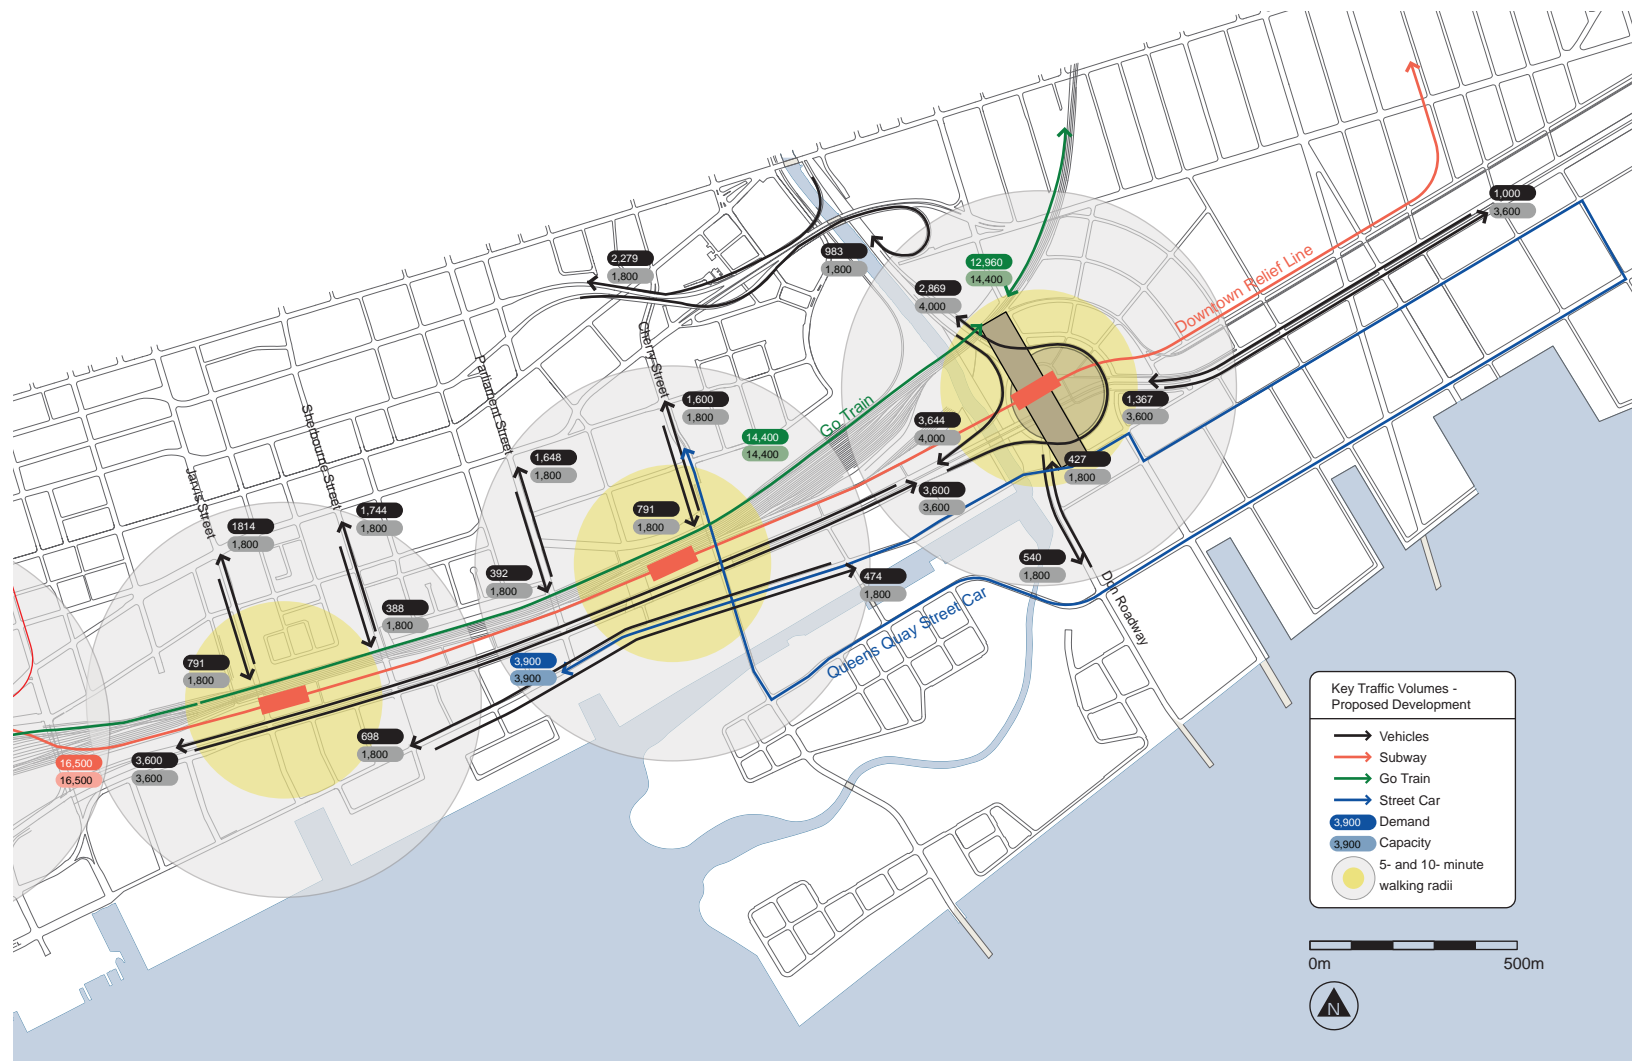 1,000
3,600
2,279
1,800
983
1,800
12,960
14,400
2,869
4,000
Downtown Relief Line
Cherry Street
Parliament Street
Sherbourne Street
Jarvis Street
1,600
1,800
Go Train
14,400
14,400
3,644
4,000
1,367
3,600
1,648
1,800
427
1,800
3,600
3,600
791
1,800
1,744
1,800
1814
1,800
392
1,800
474
1,800
540
1,800
Don Roadway
Queens Quay Street Car
388
1,800
3,900
3,900
791
1,800
698
1,800
16,500
16,500
3,600
3,600
Key Traffic Volumes -
Proposed Development
Vehicles
Subway
Go Train
Street Car
3,900 Demand
3,900 Capacity
5- and 10- minute
walking radii
0m 500m
N